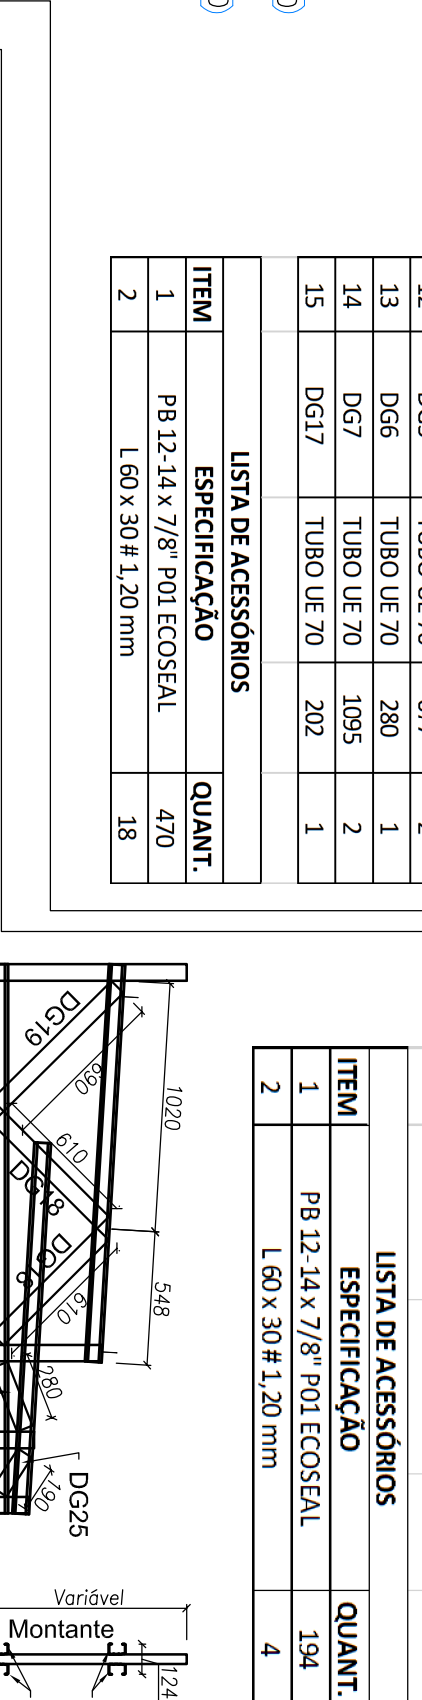 13 DG6 TUBO UE 70 280 1
14 DG7 TUBO UE 70 1095 2
15 DG17 TUBO UE 70 202 1
LISTA DE ACESSÓRIOS
ITEM ESPECIFICAÇÃO QUANT.
1 PB 12-14 x 7/8" P01 ECOSEAL 470
2 L 60 x 30 # 1,20 mm 18
LISTA DE ACESSÓRIOS
ITEM ESPECIFICAÇÃO QUANT.
1 PB 12-14 x 7/8" P01 ECOSEAL 194
2 L 60 x 30 # 1,20 mm 4
DG19
690
1020
610
DG18
610
548
280
190
DG25
Variável
Montante
124